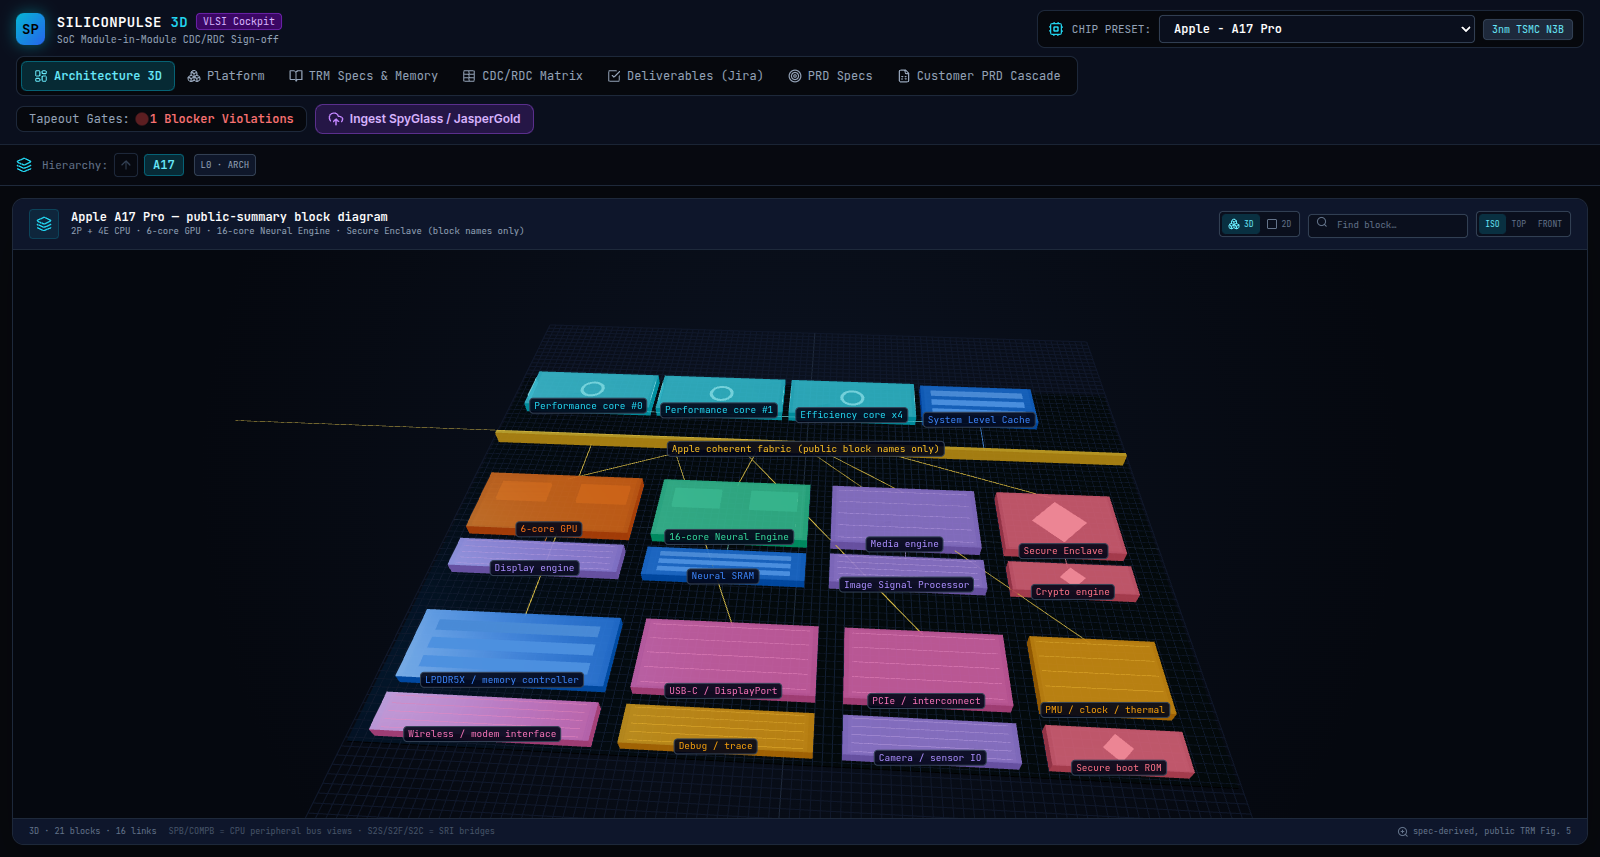 SP
SILICONPULSE 3D VLSI Cockpit
SoC Module-in-Module CDC/RDC Sign-off
CHIP PRESET: Apple - A17 Pro 3nm TSMC N3B
Architecture 3D Platform TRM Specs & Memory CDC/RDC Matrix Deliverables (Jira) PRD Specs Customer PRD Cascade
Tapeout Gates: 1 Blocker Violations Ingest SpyGlass / JasperGold
Hierarchy: A17 L0 · ARCH
Apple A17 Pro — public-summary block diagram
2P + 4E CPU · 6-core GPU · 16-core Neural Engine · Secure Enclave (block names only)
3D 2D Find block… ISO TOP FRONT
Performance core #0
Performance core #1
Efficiency core x4
System Level Cache
Apple coherent fabric (public block names only)
6-core GPU
16-core Neural Engine
Media engine
Secure Enclave
Display engine
Neural SRAM
Image Signal Processor
Crypto engine
LPDDR5X / memory controller
USB-C / DisplayPort
PCIe / interconnect
PMU / clock / thermal
Wireless / modem interface
Debug / trace
Camera / sensor IO
Secure boot ROM
3D · 21 blocks · 16 links SPB/COMPB = CPU peripheral bus views · S2S/S2F/S2C = SRI bridges
spec-derived, public TRM Fig. 5